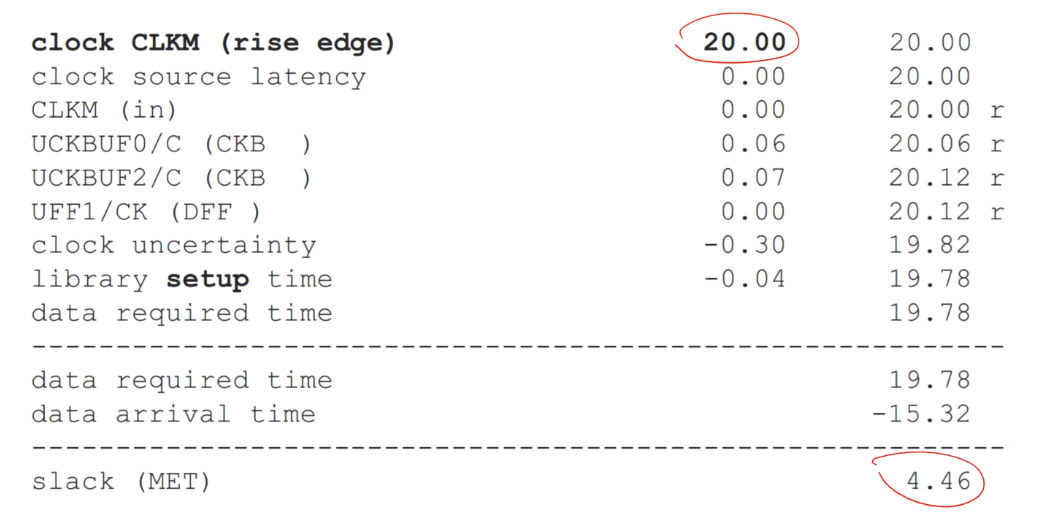 clock CLKM (rise edge) 20.00 20.00
clock source latency 0.00 20.00
CLKM (in) 0.00 20.00 r
UCKBUF0/C (CKB  ) 0.06 20.06 r
UCKBUF2/C (CKB  ) 0.07 20.12 r
UFF1/CK (DFF ) 0.00 20.12 r
clock uncertainty -0.30 19.82
library setup time -0.04 19.78
data required time 19.78
------------------------------------------------------------
data required time 19.78
data arrival time -15.32
------------------------------------------------------------
slack (MET) 4.46